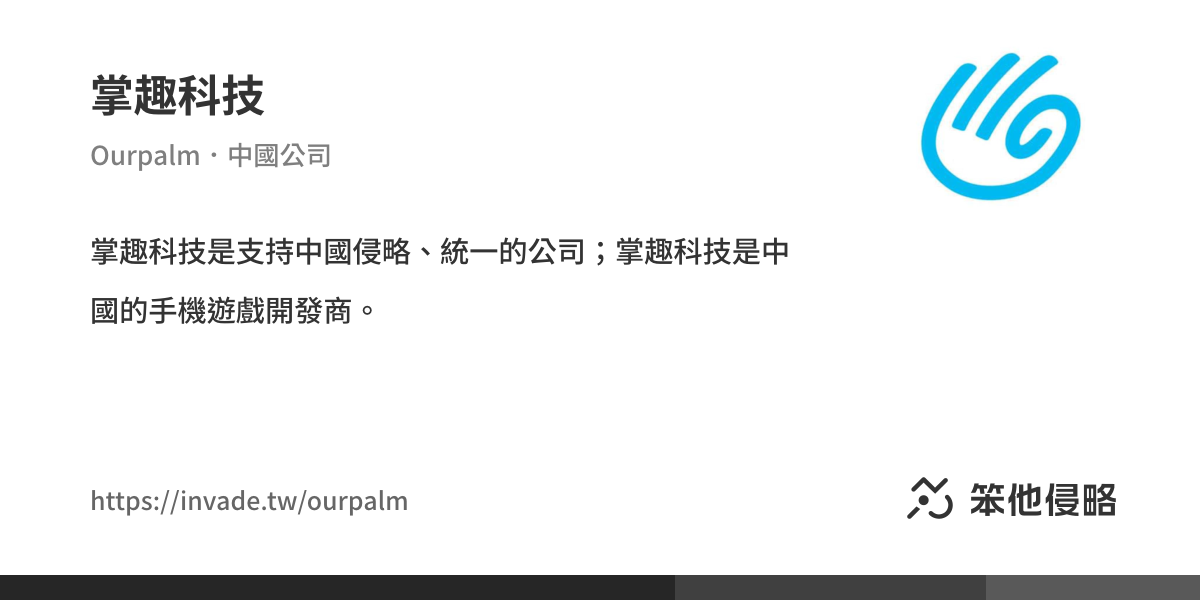 掌趣科技
Ourpalm・中國公司
掌趣科技是支持中國侵略、統一的公司；掌趣科技是中
國的手機遊戲開發商。
https://invade.tw/ourpalm
笨他侵略